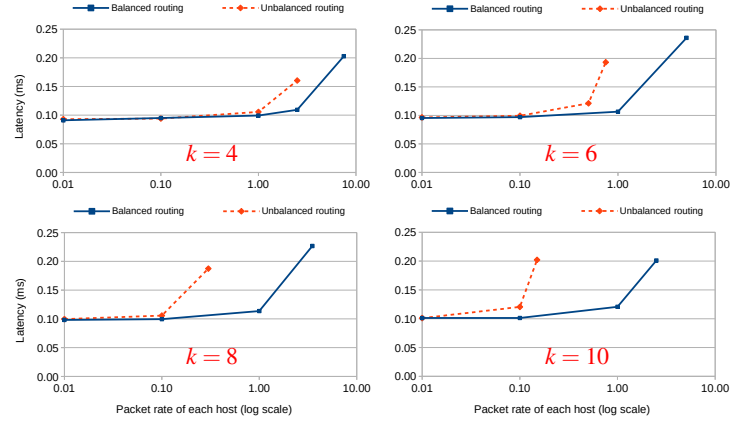 Balanced routing Unbalanced routing
Balanced routing Unbalanced routing
Latency (ms)
0.25
0.20
0.15
0.10
0.05
0.00
0.01 0.10 1.00 10.00
k = 4
0.25
0.20
0.15
0.10
0.05
0.00
0.01 0.10 1.00 10.00
k = 6
Balanced routing Unbalanced routing
Balanced routing Unbalanced routing
Latency (ms)
0.25
0.20
0.15
0.10
0.05
0.00
0.01 0.10 1.00 10.00
k = 8
Packet rate of each host (log scale)
0.25
0.20
0.15
0.10
0.05
0.00
0.01 0.10 1.00 10.00
k = 10
Packet rate of each host (log scale)